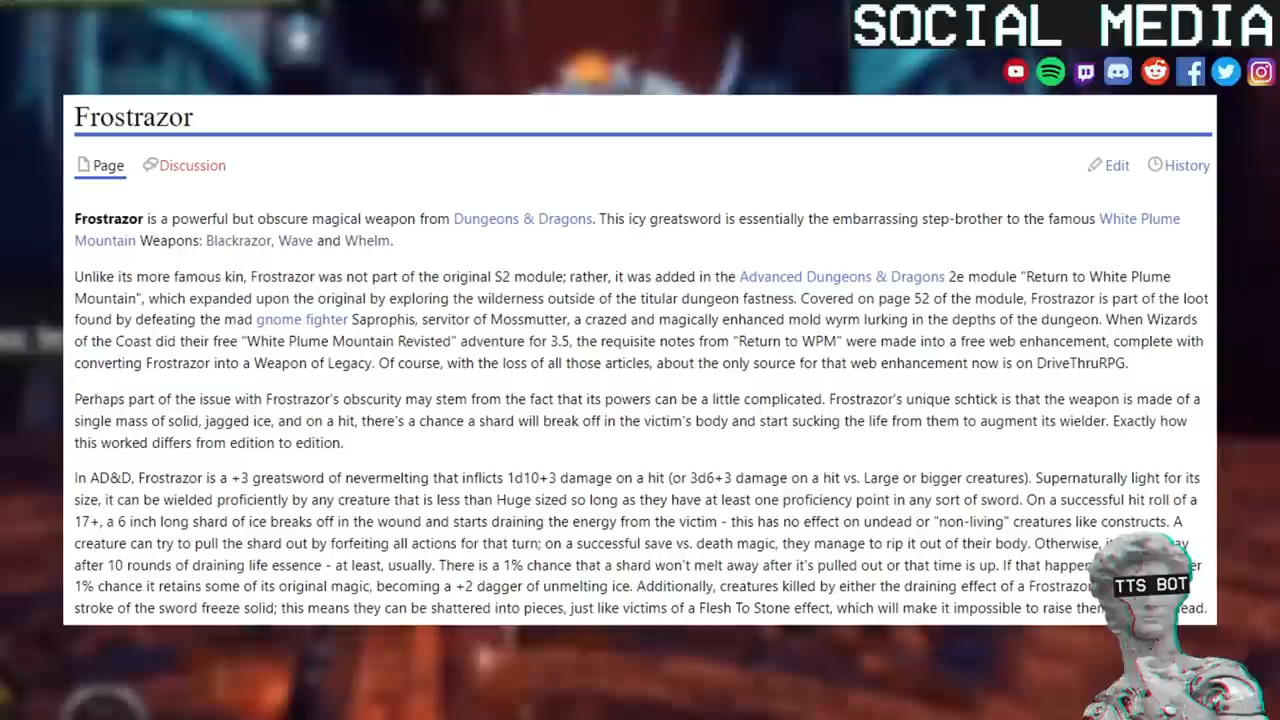 SOCIAL MEDIA
Frostrazor
Page Discussion Edit History
Frostrazor is a powerful but obscure magical weapon from Dungeons & Dragons. This icy greatsword is essentially the embarrassing step-brother to the famous White Plume
Mountain Weapons: Blackrazor, Wave and Whelm.
Unlike its more famous kin, Frostrazor was not part of the original S2 module; rather, it was added in the Advanced Dungeons & Dragons 2e module "Return to White Plume
Mountain", which expanded upon the original by exploring the wilderness outside of the titular dungeon fastness. Covered on page 52 of the module, Frostrazor is part of the loot
found by defeating the mad gnome fighter Saprophis, servitor of Mossmutter, a crazed and magically enhanced mold wyrm lurking in the depths of the dungeon. When Wizards
of the Coast did their free "White Plume Mountain Revisted" adventure for 3.5, the requisite notes from "Return to WPM" were made into a free web enhancement, complete with
converting Frostrazor into a Weapon of Legacy. Of course, with the loss of all those articles, about the only source for that web enhancement now is on DriveThruRPG.
Perhaps part of the issue with Frostrazor's obscurity may stem from the fact that its powers can be a little complicated. Frostrazor's unique schtick is that the weapon is made of a
single mass of solid, jagged ice, and on a hit, there's a chance a shard will break off in the victim's body and start sucking the life from them to augment its wielder. Exactly how
this worked differs from edition to edition.
In AD&D, Frostrazor is a +3 greatsword of nevermelting that inflicts 1d10+3 damage on a hit (or 3d6+3 damage on a hit vs. Large or bigger creatures). Supernaturally light for its
size, it can be wielded proficiently by any creature that is less than Huge sized so long as they have at least one proficiency point in any sort of sword. On a successful hit roll of a
17+, a 6 inch long shard of ice breaks off in the wound and starts draining the energy from the victim - this has no effect on undead or "non-living" creatures like constructs. A
creature can try to pull the shard out by forfeiting all actions for that turn; on a successful save vs. death magic, they manage to rip it out of their body. Otherwise,
after 10 rounds of draining life essence - at least, usually. There is a 1% chance that a shard won't melt away after it's pulled out or that time is up. If that
1% chance it retains some of its original magic, becoming a +2 dagger of unmelting ice. Additionally, creatures killed by either the draining effect of a
stroke of the sword freeze solid; this means they can be shattered into pieces, just like victims of a Flesh To Stone effect, which will make it impossible to raise
TTS BOT